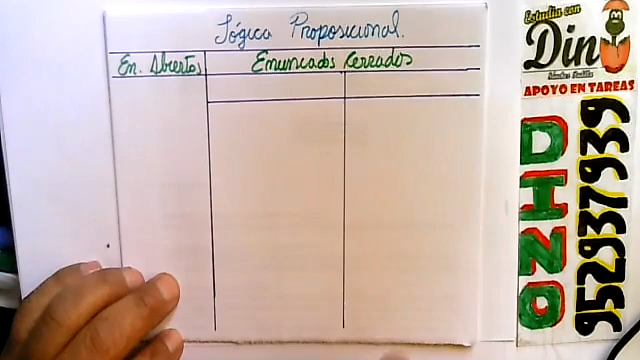 Lógica Proposicional.
En. Abiertos
Enunciados Cerrados
Estudia con
Dino
APOYO EN TAREAS
DINO
952937939